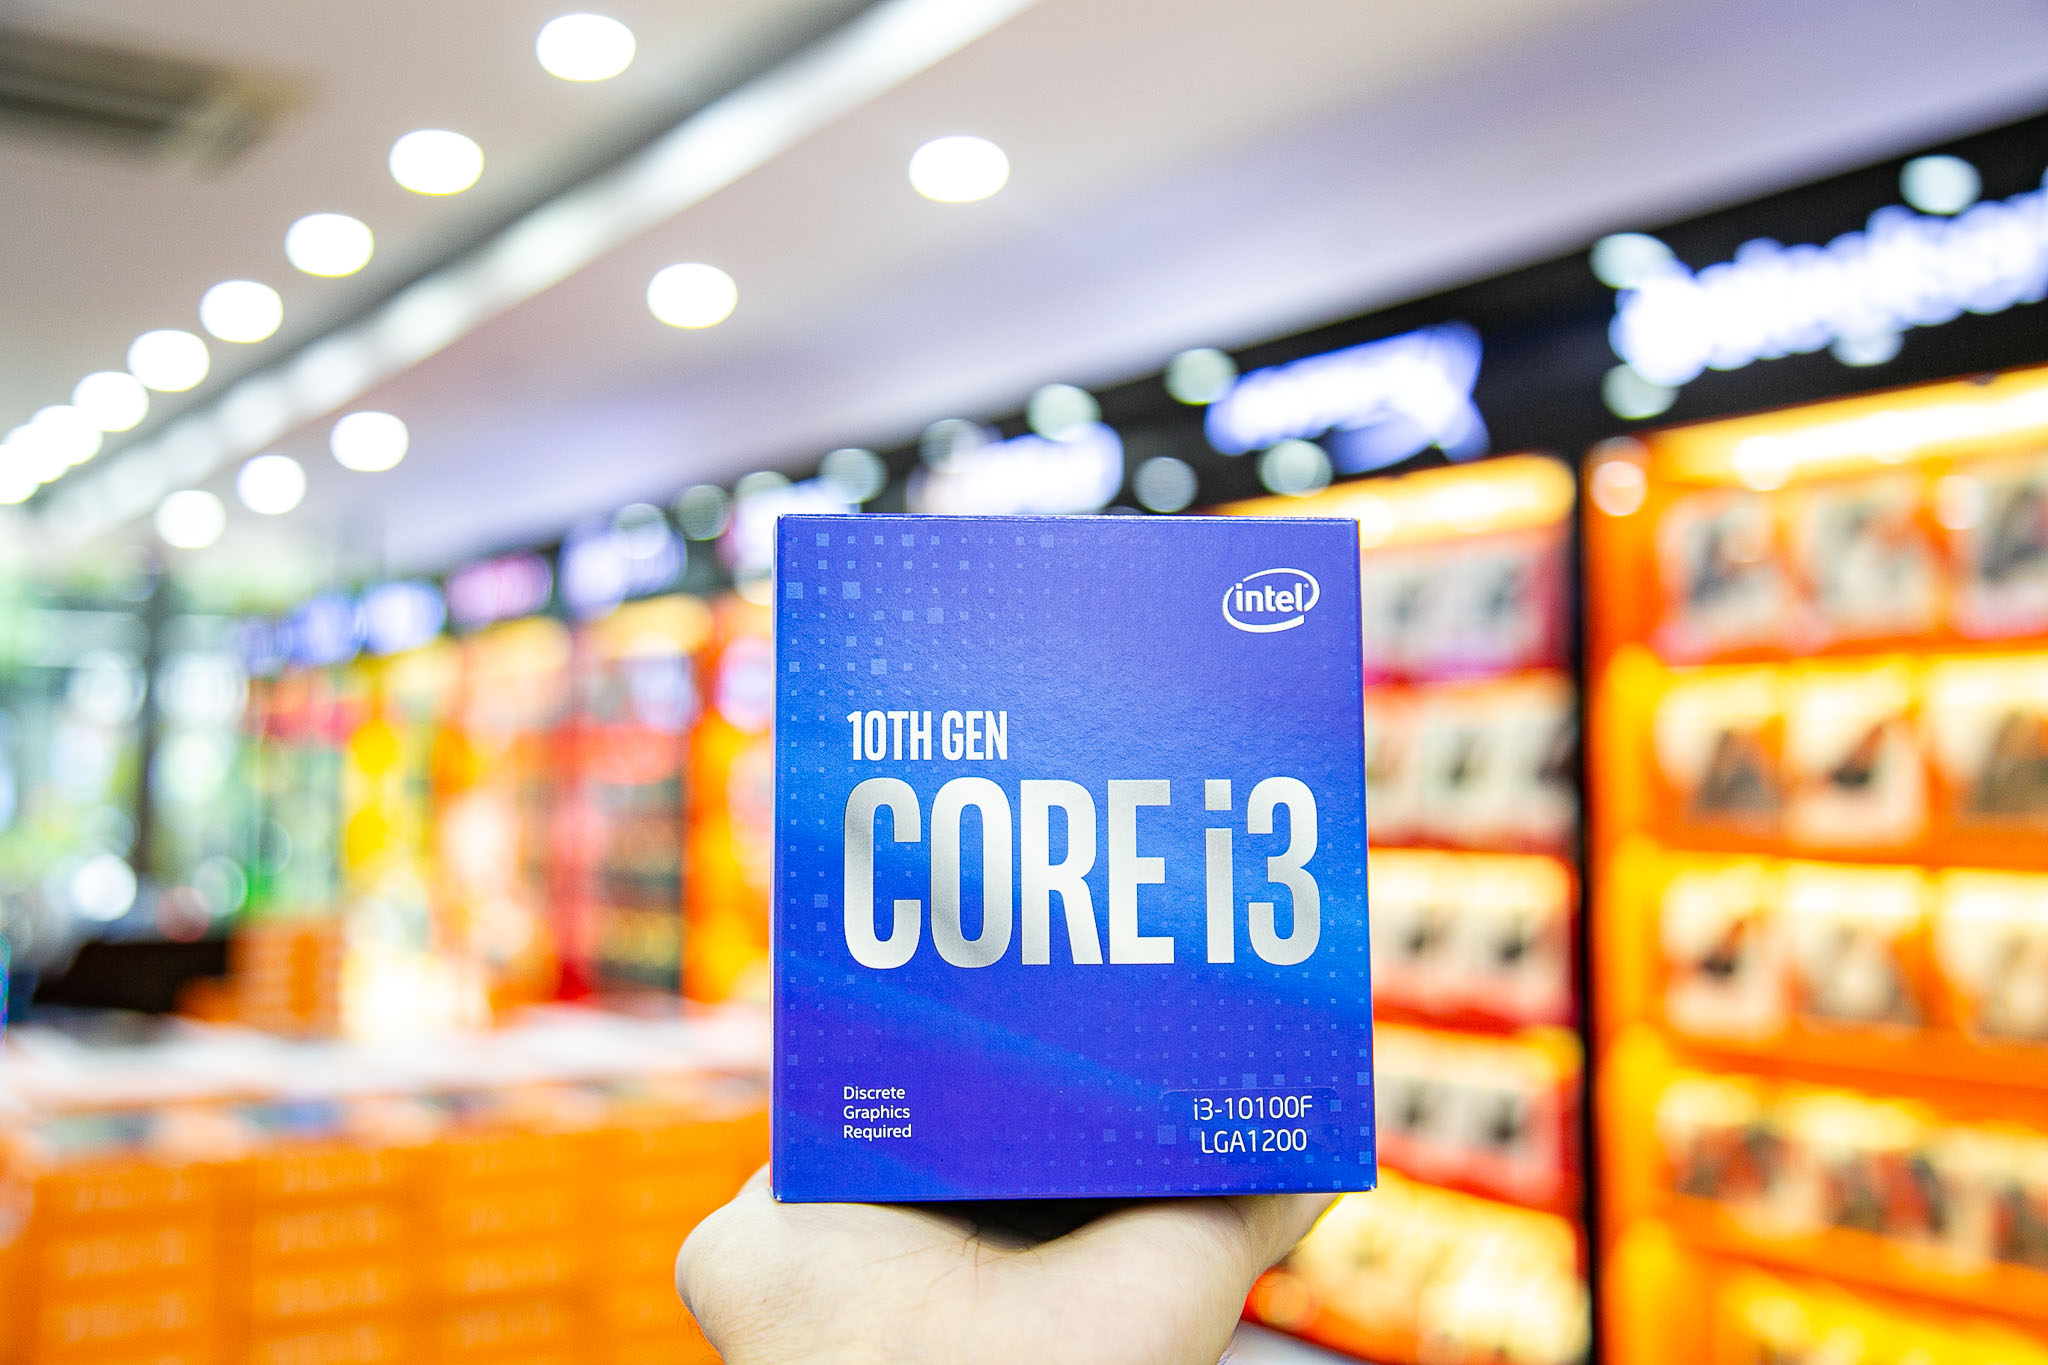 intel
10TH GEN
CORE i3
Discrete
Graphics
Required
i3-10100F
LGA1200